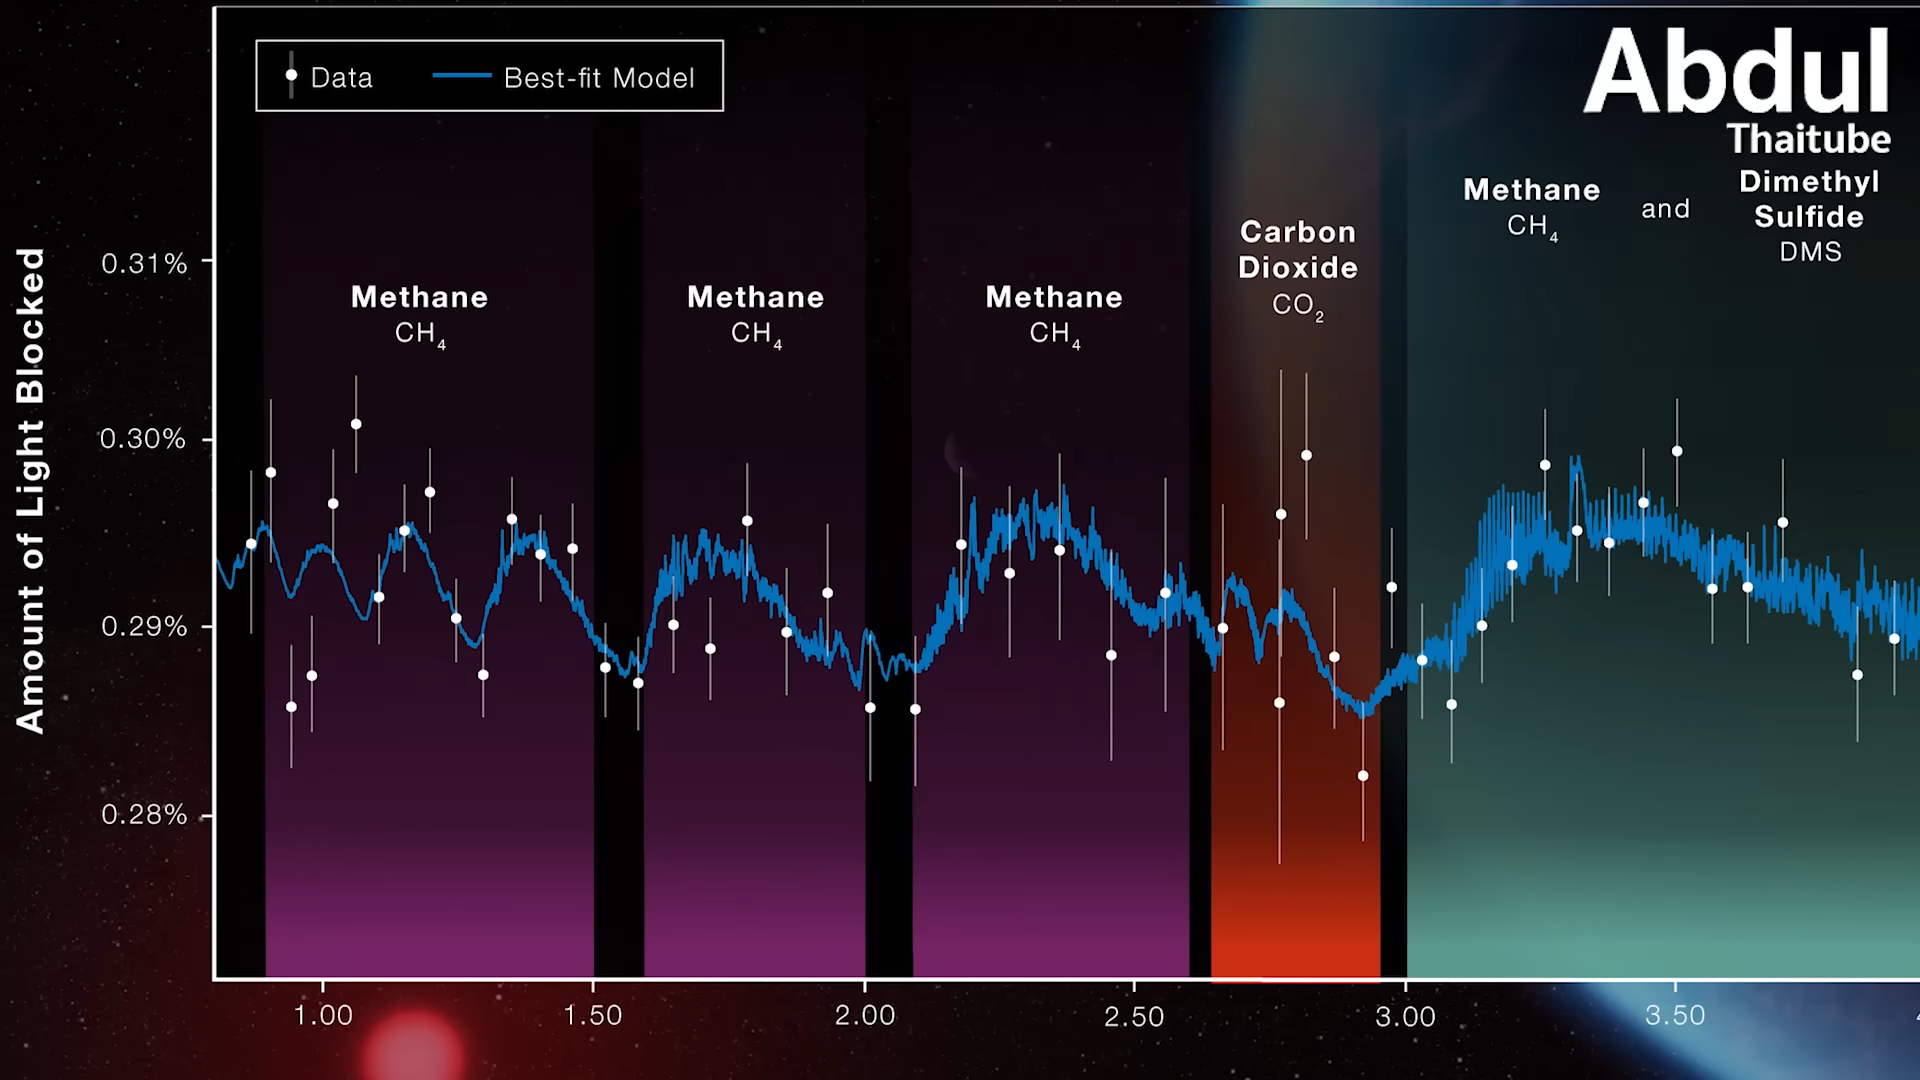 Data
Best-fit Model
Abdul
Thaitube
Methane
CH₄
and
Dimethyl
Sulfide
DMS
Carbon
Dioxide
CO₂
Methane
CH₄
Methane
CH₄
Methane
CH₄
Amount of Light Blocked
0.31%
0.30%
0.29%
0.28%
1.00 1.50 2.00 2.50 3.00 3.50